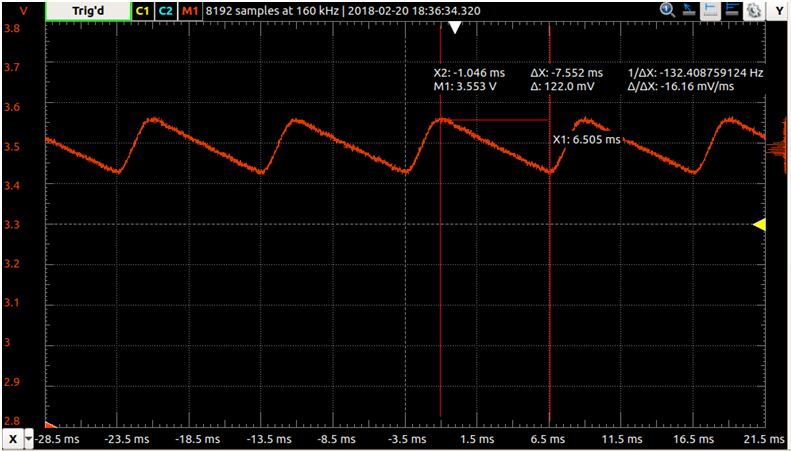 V Trig'd C1 C2 M1 8192 samples at 160 kHz | 2018-02-20 18:36:34.320 Y
3.8
3.7
X2: -1.046 ms ΔX: -7.552 ms 1/ΔX: -132.408759124 Hz
M1: 3.553 V Δ: 122.0 mV Δ/ΔX: -16.16 mV/ms
3.6
X1: 6.505 ms
3.5
3.4
3.3
3.2
3.1
3
2.9
2.8
X -28.5 ms -23.5 ms -18.5 ms -13.5 ms -8.5 ms -3.5 ms 1.5 ms 6.5 ms 11.5 ms 16.5 ms 21.5 ms